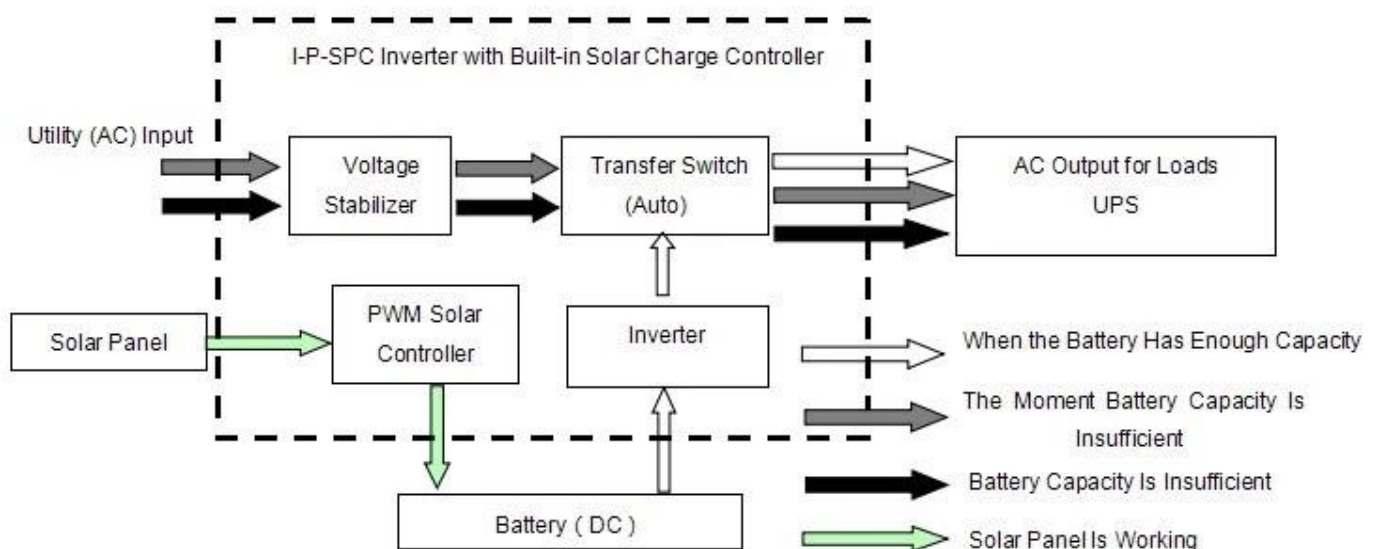 I-P-SPC Inverter with Built-in Solar Charge Controller
Utility (AC) Input
Voltage
Stabilizer
Transfer Switch
(Auto)
AC Output for Loads
UPS
Solar Panel
PWM Solar
Controller
Inverter
Battery ( DC )
When the Battery Has Enough Capacity
The Moment Battery Capacity Is
Insufficient
Battery Capacity Is Insufficient
Solar Panel Is Working